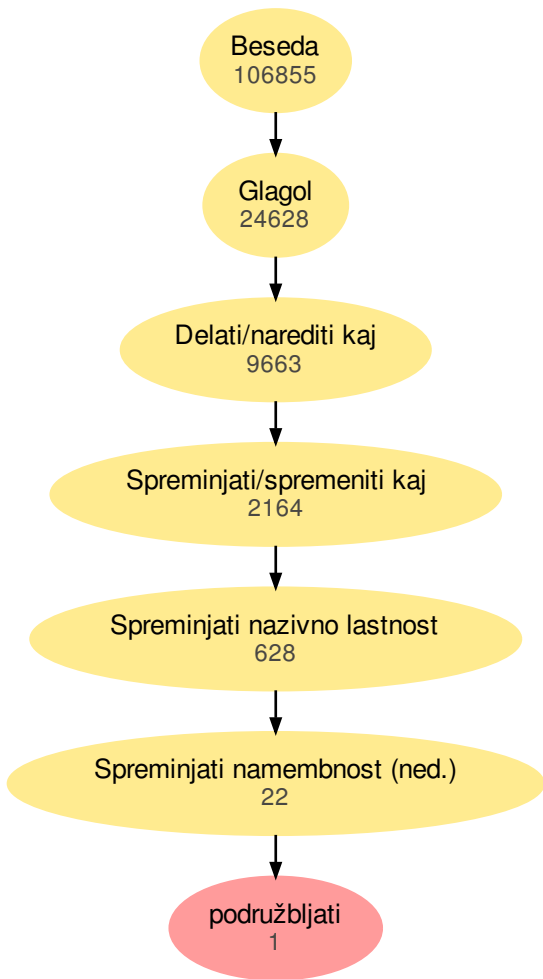 Beseda
106855
Glagol
24628
Delati/narediti kaj
9663
Spreminjati/spremeniti kaj
2164
Spreminjati nazivno lastnost
628
Spreminjati namembnost (ned.)
22
podružbljati
1